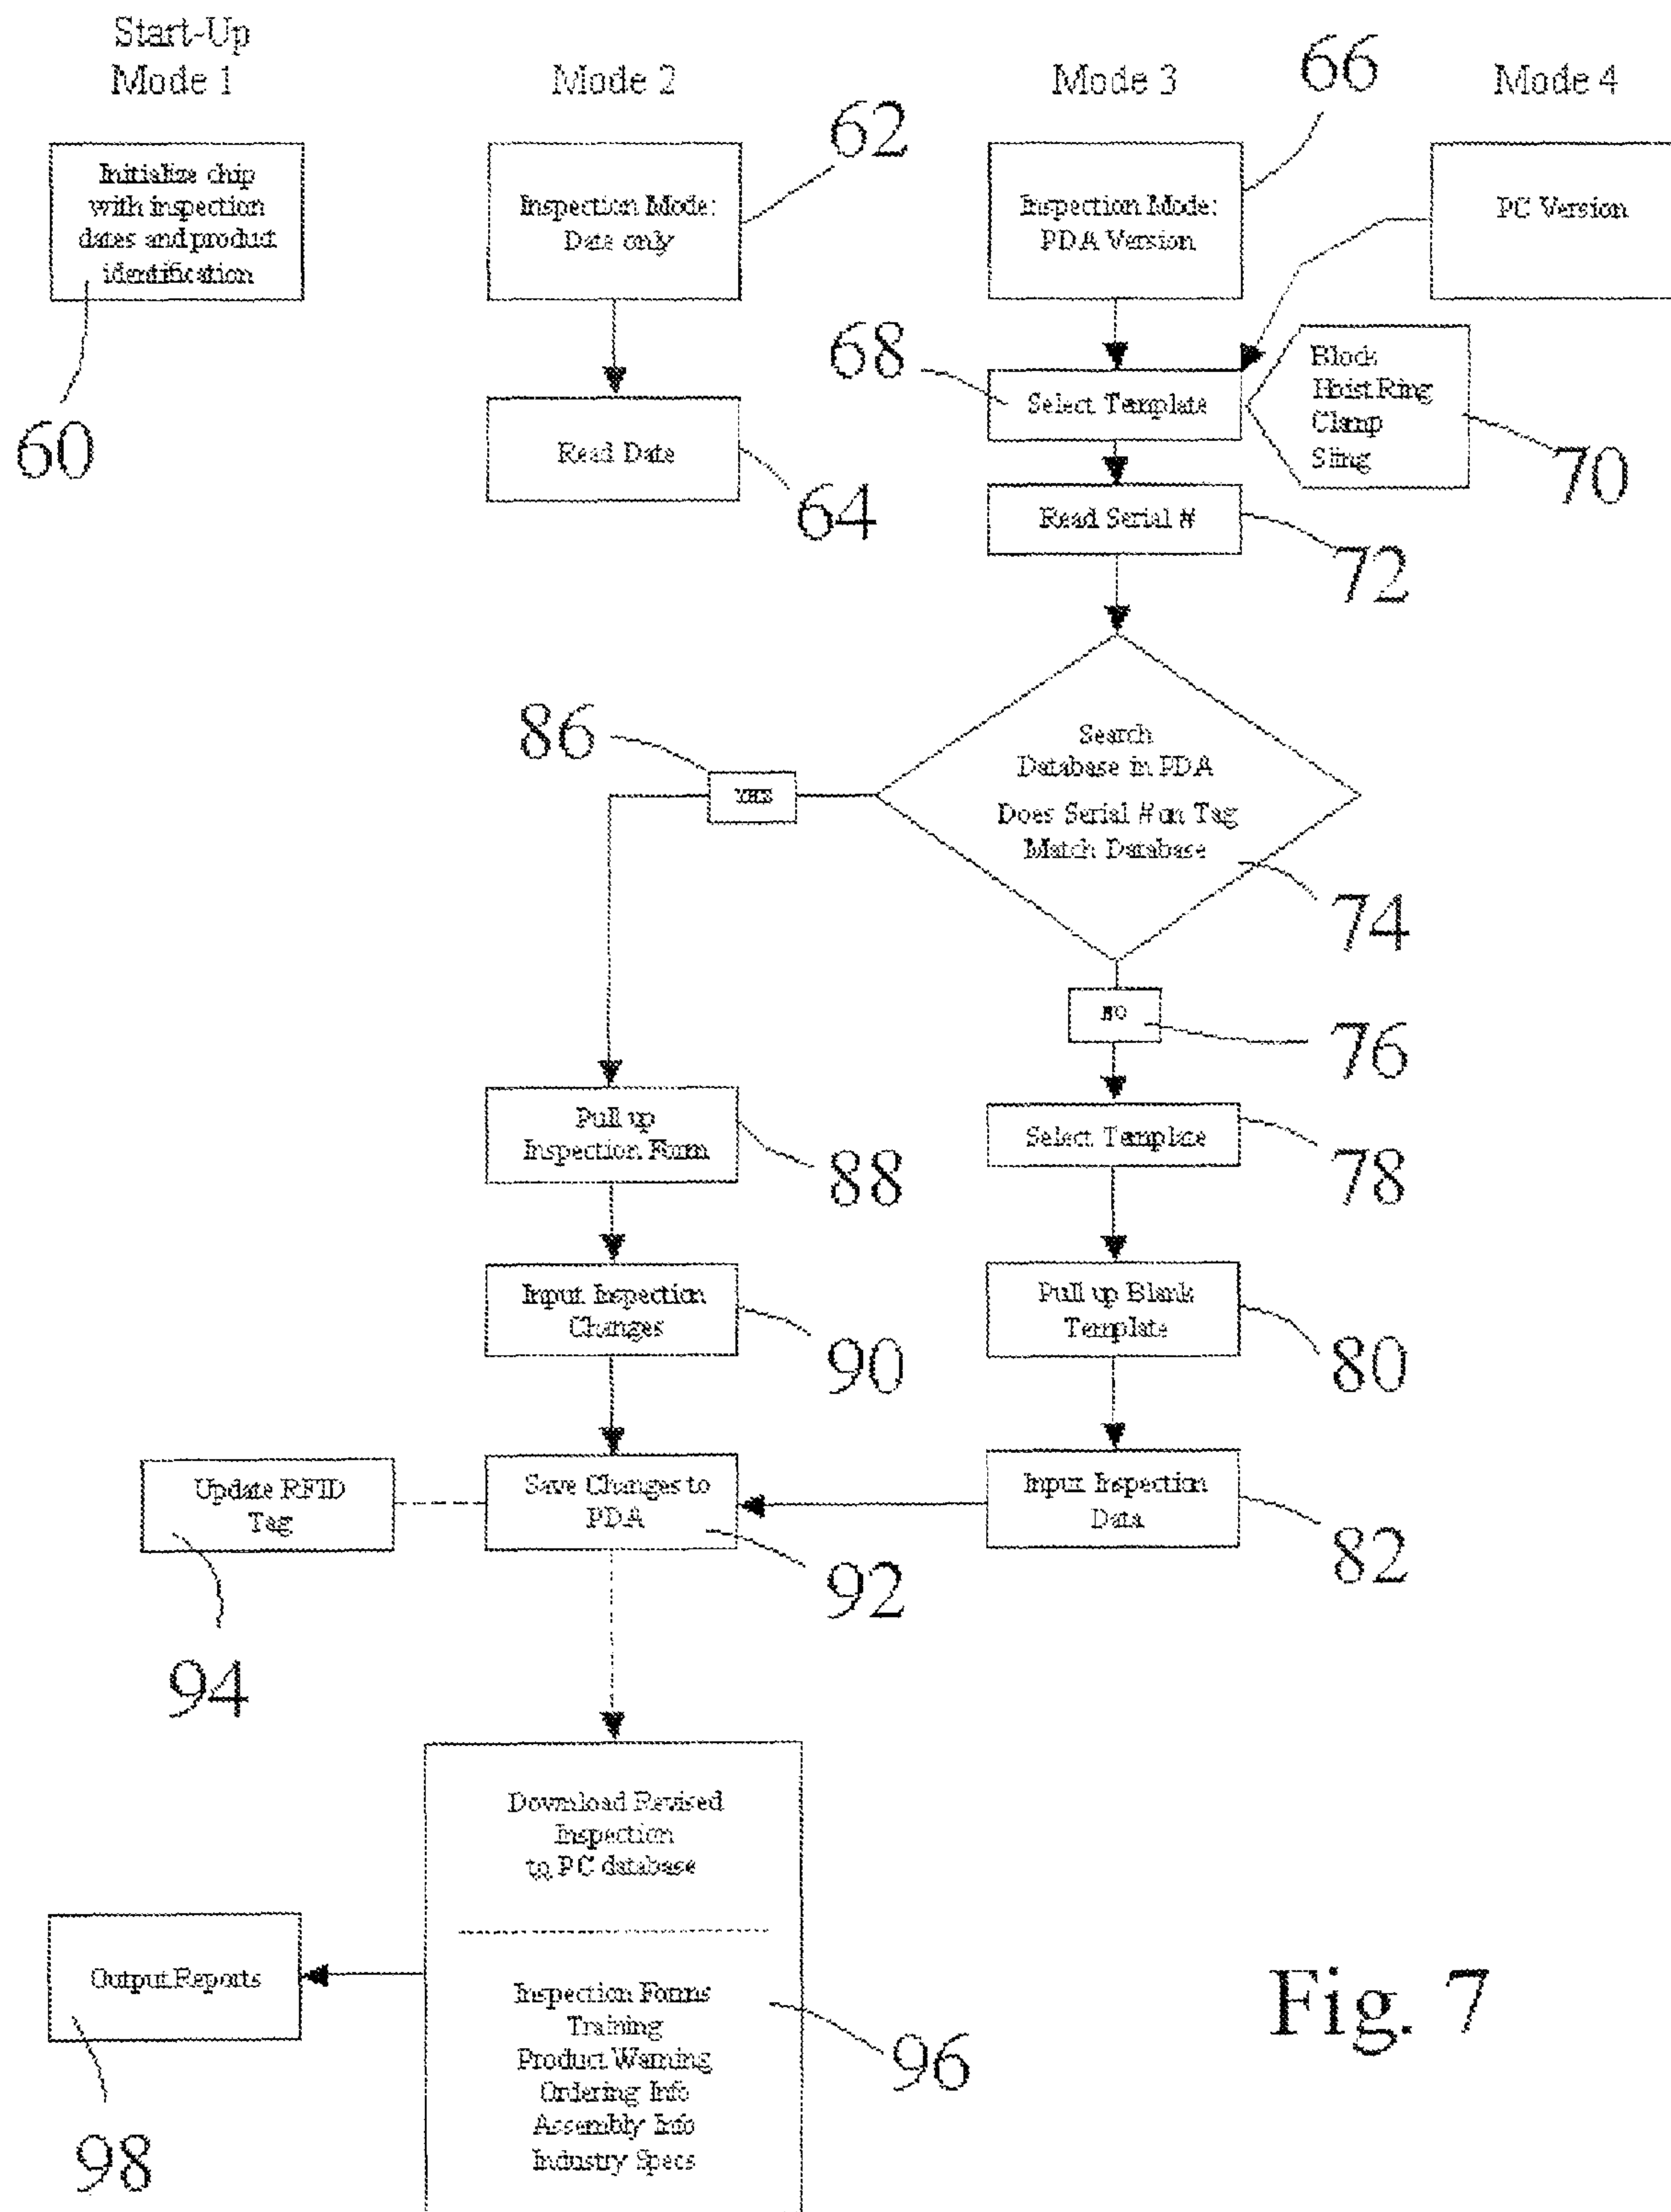 Start-Up
Mode 1
Mode 2
Mode 3
66
Mode 4
Initialize chip
with inspection
dates and product
identification
60
Inspection Mode:
Date only
62
Inspection Mode:
PDA Version
PC Version
Read Date
64
68
Select Template
Block
Hoist Ring
Clamp
Sling
70
Read Serial #
72
Search
Database in PDA
Does Serial # on Tag
Match Database
74
86
YES
NO
76
Pull up
Inspection Form
88
Select Template
78
Input Inspection
Changes
90
Pull up Blank
Template
80
Update RFID
Tag
94
Save Changes to
PDA
92
Input Inspection
Data
82
Download Revised
Inspection
to PC database
Inspection Forms
Training
Product Warning
Ordering Info
Assembly Info
Industry Specs
96
Output Reports
98
Fig. 7